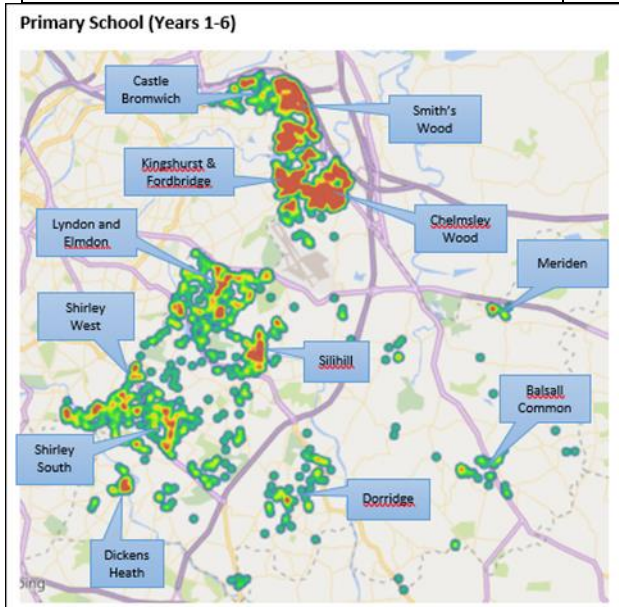 Primary School (Years 1-6)
Castle
Bromwich
Smith's
Wood
Kingshurst &
Fordbridge
Chelmsley
Wood
Lyndon and
Elmdon
Meriden
Shirley
West
Silihill
Balsall
Common
Shirley
South
Dorridge
Dickens
Heath
ping